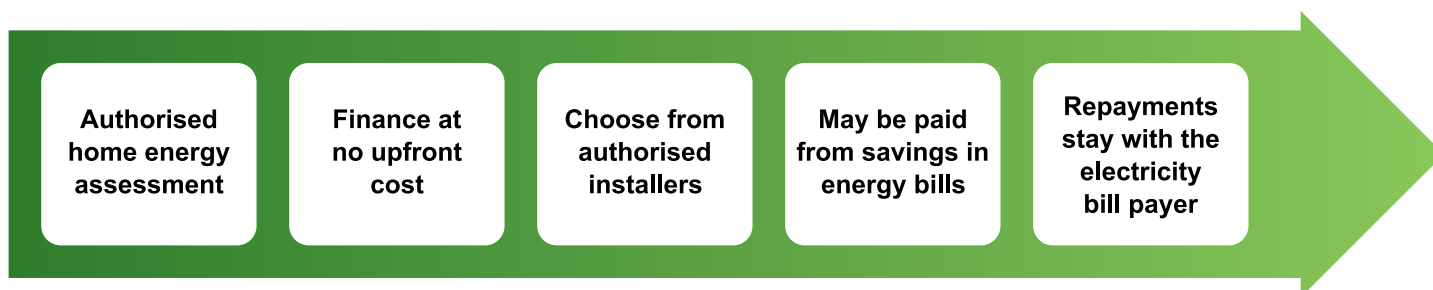 Authorised
home energy
assessment
Finance at
no upfront
cost
Choose from
authorised
installers
May be paid
from savings in
energy bills
Repayments
stay with the
electricity
bill payer